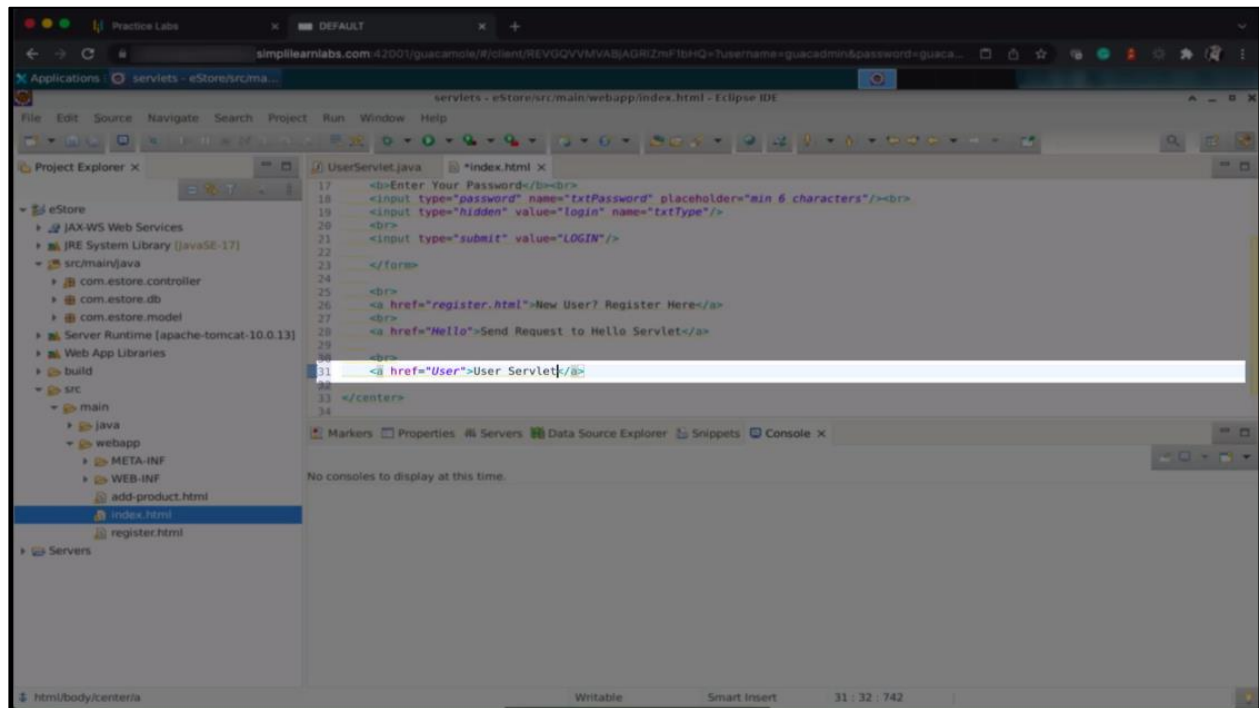 Practice Labs
DEFAULT
simplilearnlabs.com:42001/guacamole/#/client/
?username=guacadmin&password=guaca...
Applications servlets - eStore/src/ma...
servlets - eStore/src/main/webapp/index.html - Eclipse IDE
File Edit Source Navigate Search Project Run Window Help
Project Explorer
eStore
JAX-WS Web Services
JRE System Library [JavaSE-17]
src/main/java
com.estore.controller
com.estore.db
com.estore.model
Server Runtime [apache-tomcat-10.0.13]
Web App Libraries
build
src
main
java
webapp
META-INF
WEB-INF
add-product.html
index.html
register.html
Servers
UserServlet.java *index.html
17 <b>Enter Your Password</b><br>
18 <input type="password" name="txtPassword" placeholder="min 6 characters"/><br>
19 <input type="hidden" value="login" name="txtType"/>
20 <br>
21 <input type="submit" value="LOGIN"/>
22
23 </form>
24
25 <br>
26 <a href="register.html">New User? Register Here</a>
27 <br>
28 <a href="Hello">Send Request to Hello Servlet</a>
29
30 <br>
31 <a href="User">User Servlet</a>
32
33 </center>
34
Markers Properties Servers Data Source Explorer Snippets Console
No consoles to display at this time.
html/body/center/a Writable Smart Insert 31 : 32 : 742